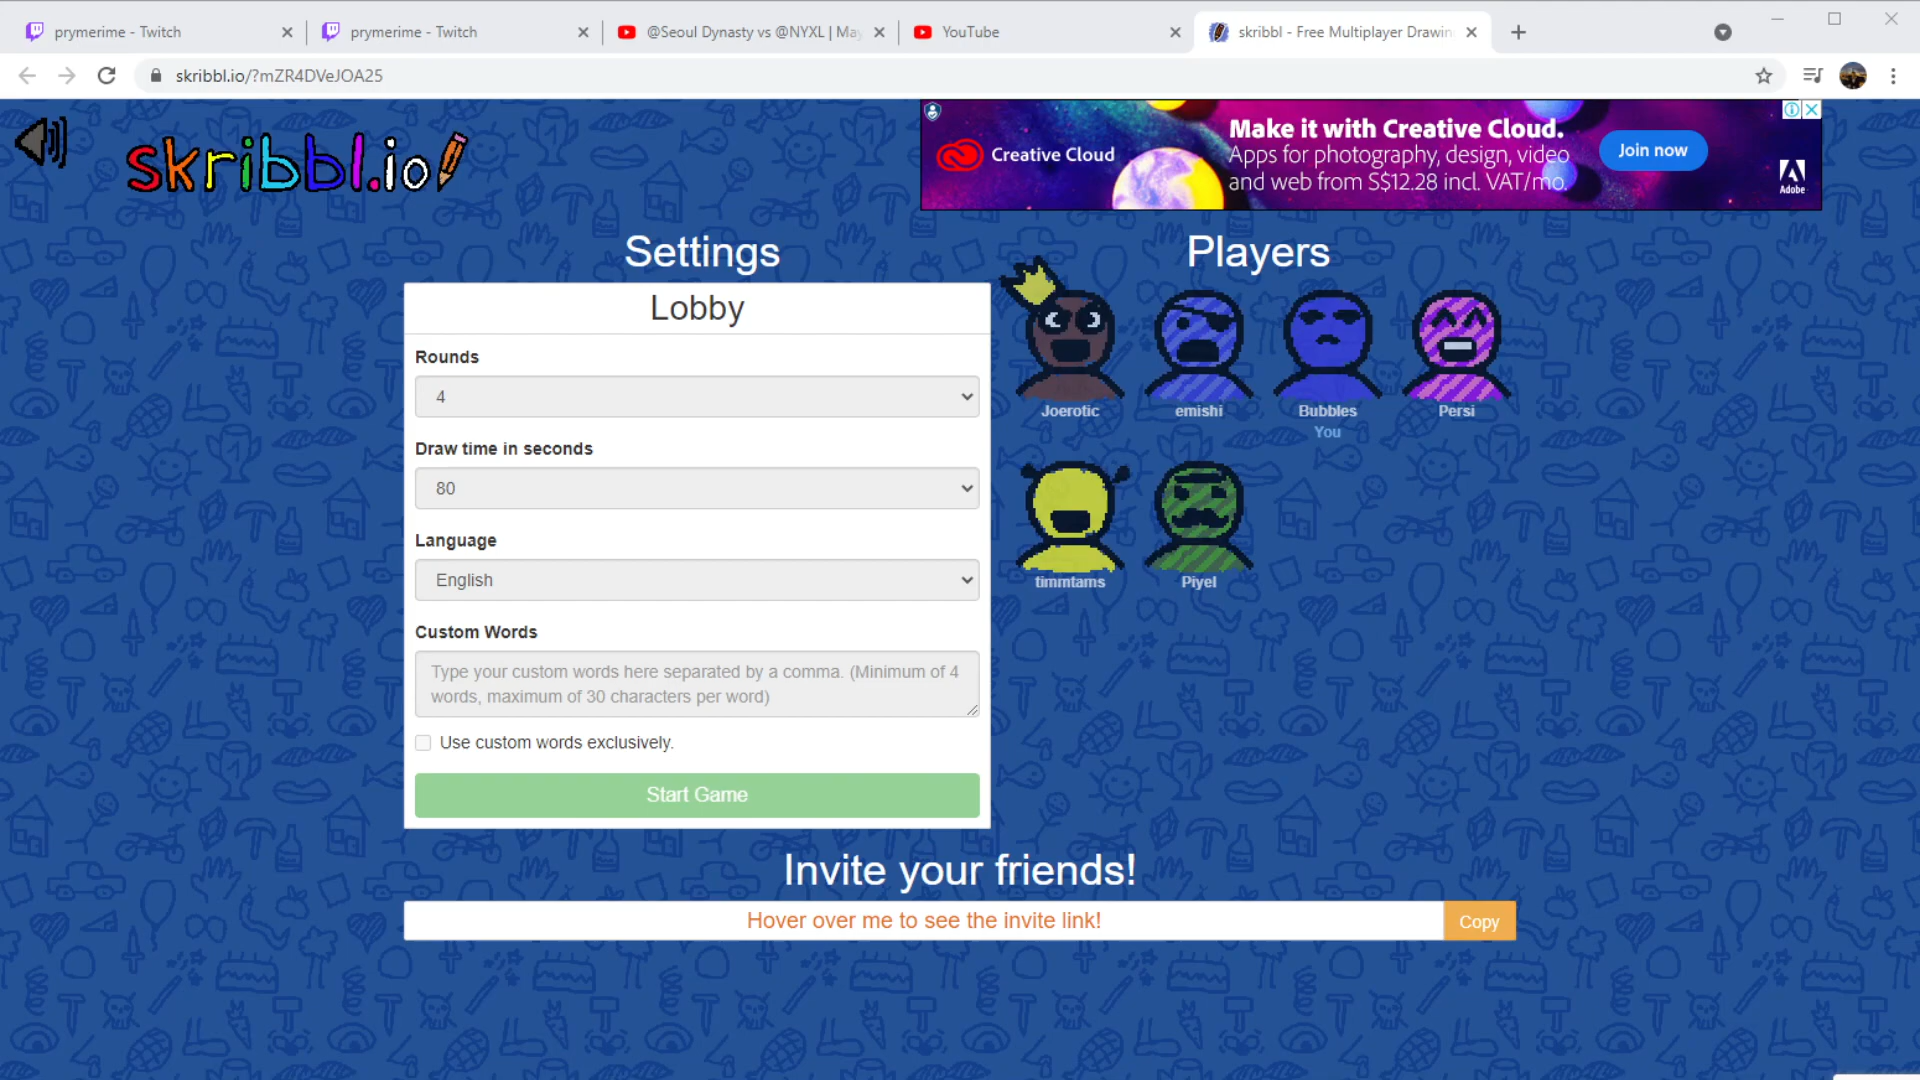 prymerime - Twitch
prymerime - Twitch
@Seoul Dynasty vs @NYXL | May
YouTube
skribbl - Free Multiplayer Drawin
skribbl.io/?mZR4DVeJOA25
skribbl.io
Creative Cloud
Make it with Creative Cloud.
Apps for photography, design, video
and web from S$12.28 incl. VAT/mo.
Join now
Adobe
Settings
Players
Lobby
Rounds
4
Draw time in seconds
80
Language
English
Custom Words
Type your custom words here separated by a comma. (Minimum of 4
words, maximum of 30 characters per word)
Use custom words exclusively.
Start Game
Joerotic
emishi
Bubbles
You
Persi
timmtams
Piyel
Invite your friends!
Hover over me to see the invite link!
Copy